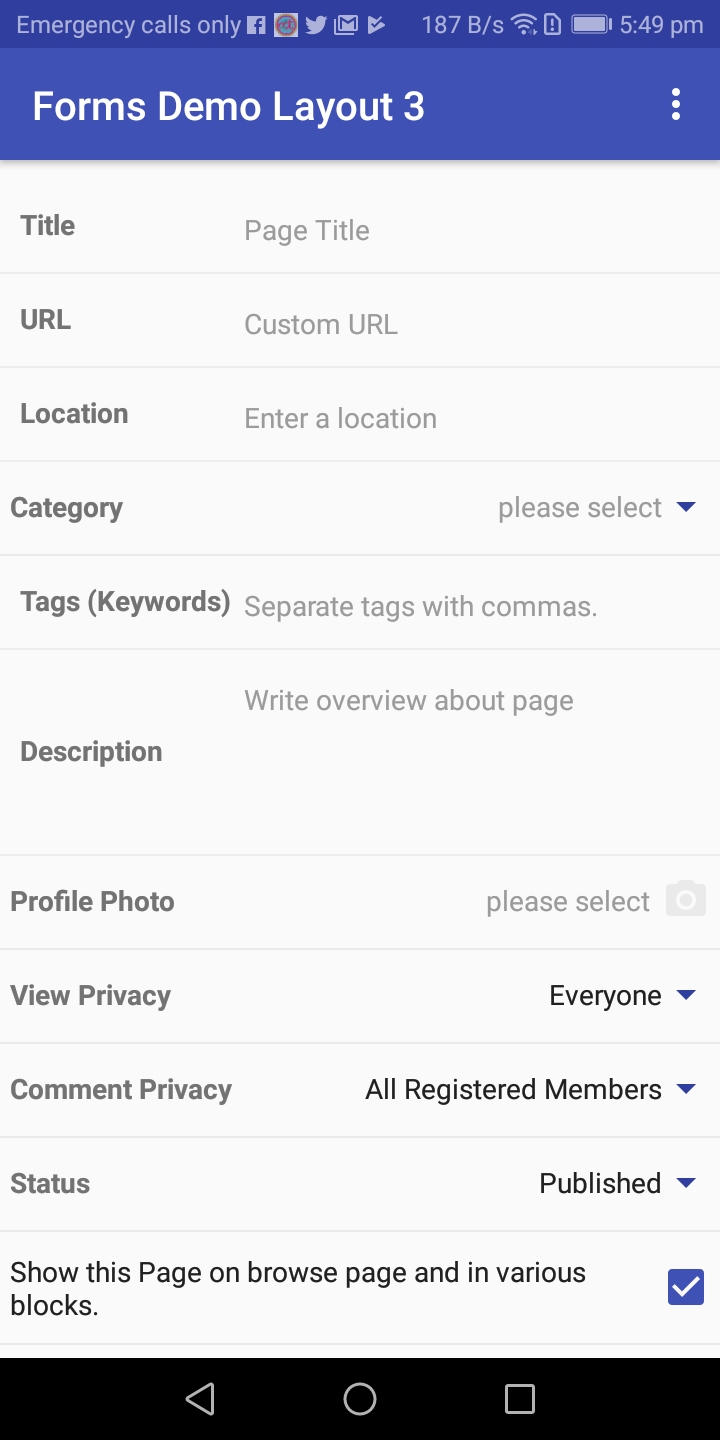 Emergency calls only 187 B/s 5:49 pm
Forms Demo Layout 3
Title Page Title
URL Custom URL
Location Enter a location
Category please select
Tags (Keywords) Separate tags with commas.
Write overview about page
Description
Profile Photo please select
View Privacy Everyone
Comment Privacy All Registered Members
Status Published
Show this Page on browse page and in various
blocks.